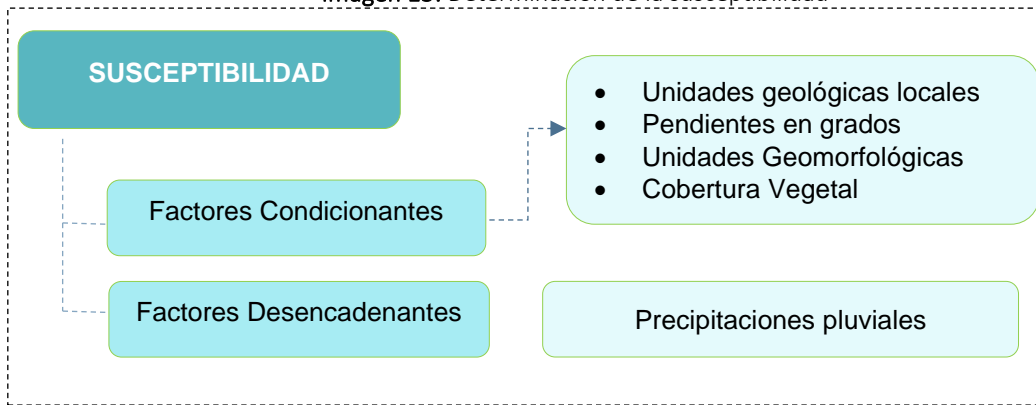 SUSCEPTIBILIDAD
• Unidades geológicas locales
• Pendientes en grados
• Unidades Geomorfológicas
• Cobertura Vegetal
Factores Condicionantes
Factores Desencadenantes
Precipitaciones pluviales